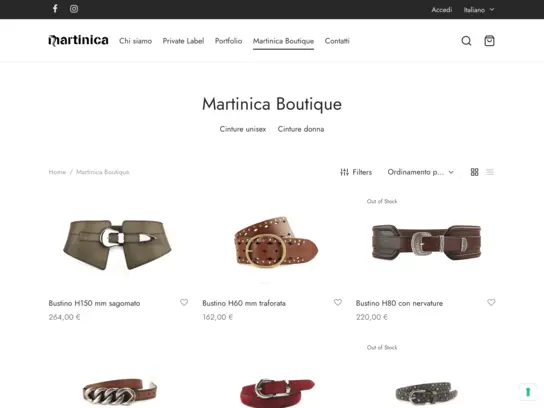 Accedi Italiano
martinica Chi siamo Private Label Portfolio Martinica Boutique Contatti
Martinica Boutique
Cinture unisex Cinture donna
Home / Martinica Boutique Filters Ordinamento p...
Out of Stock
Bustino H150 mm sagomato Bustino H60 mm traforata Bustino H80 con nervature
264,00 € 162,00 € 220,00 €
Out of Stock